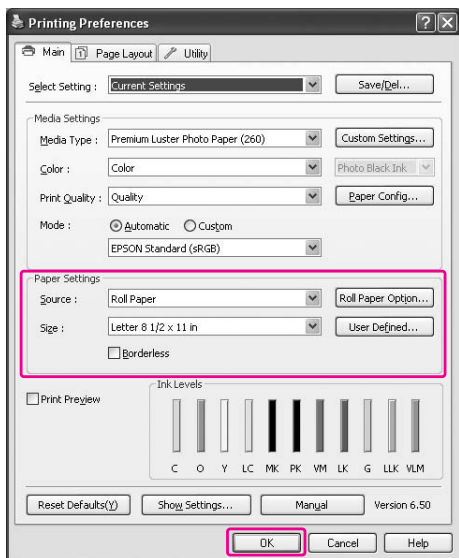 Printing Preferences
Main Page Layout Utility
Select Setting : Current Settings Save/Del...
Media Settings
Media Type : Premium Luster Photo Paper (260) Custom Settings...
Color : Color Photo Black Ink
Print Quality : Quality Paper Config...
Mode : Automatic Custom
EPSON Standard (sRGB)
Paper Settings
Source : Roll Paper Roll Paper Option...
Size : Letter 8 1/2 x 11 in User Defined...
Borderless
Print Preview Ink Levels
C O Y LC MK PK VM LK G LLK VLM
Reset Defaults(Y) Show Settings... Manual Version 6.50
OK Cancel Help